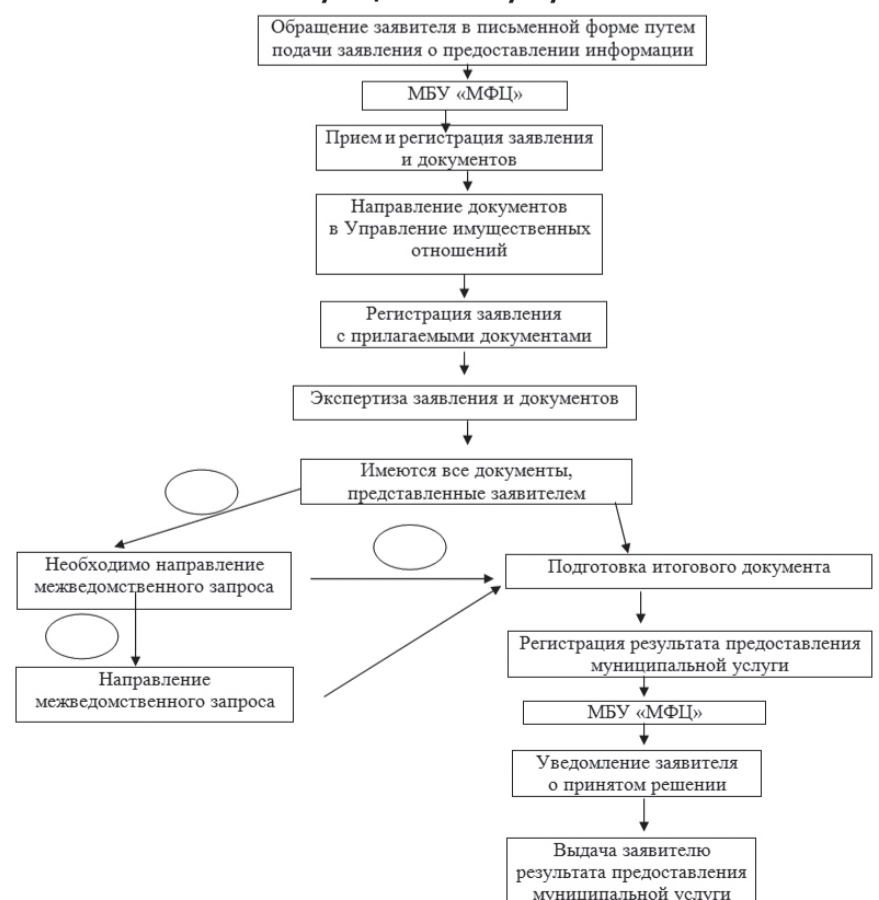 Обращение заявителя в письменной форме путем
подачи заявления о предоставлении информации
МБУ «МФЦ»
Прием и регистрация заявления
и документов
Направление документов
в Управление имущественных
отношений
Регистрация заявления
с прилагаемыми документами
Экспертиза заявления и документов
Имеются все документы,
представленные заявителем
Необходимо направление
межведомственного запроса
Подготовка итогового документа
Направление
межведомственного запроса
Регистрация результата предоставления
муниципальной услуги
МБУ «МФЦ»
Уведомление заявителя
о принятом решении
Выдача заявителю
результата предоставления
муниципальной услуги